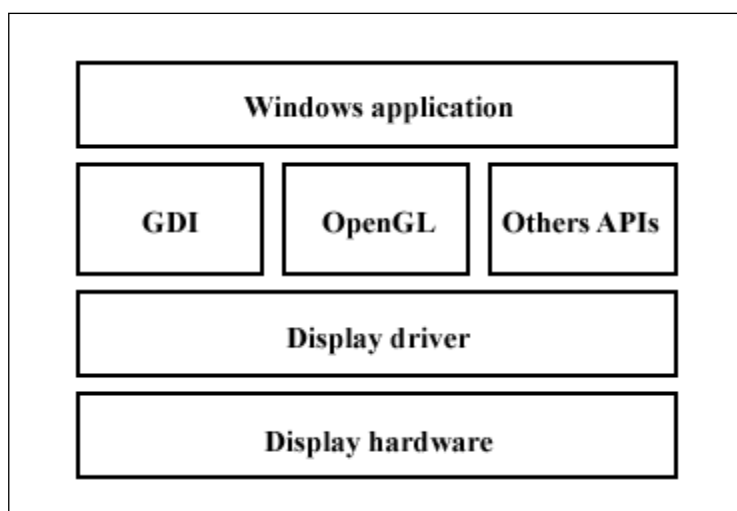 Windows application
GDI
OpenGL
Others APIs
Display driver
Display hardware